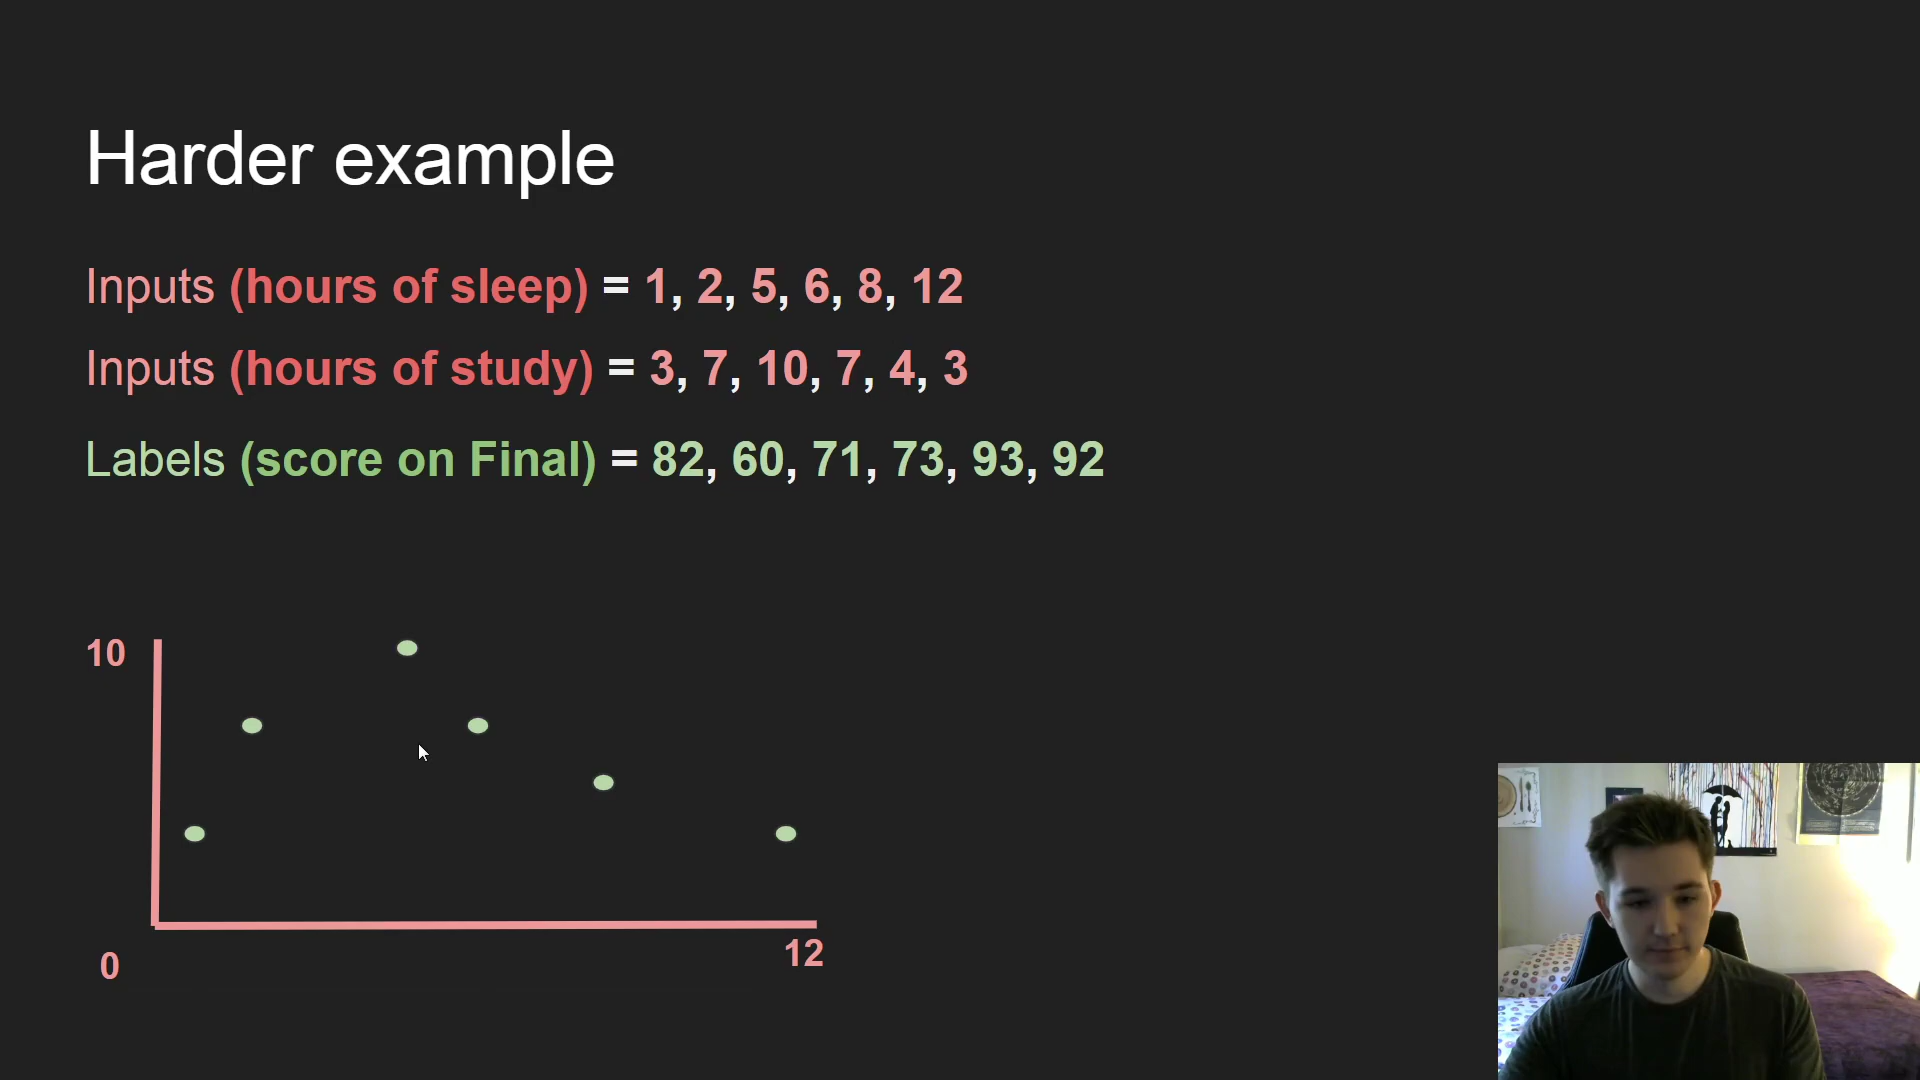 Harder example
Inputs (hours of sleep) = 1, 2, 5, 6, 8, 12
Inputs (hours of study) = 3, 7, 10, 7, 4, 3
Labels (score on Final) = 82, 60, 71, 73, 93, 92
10
0
12